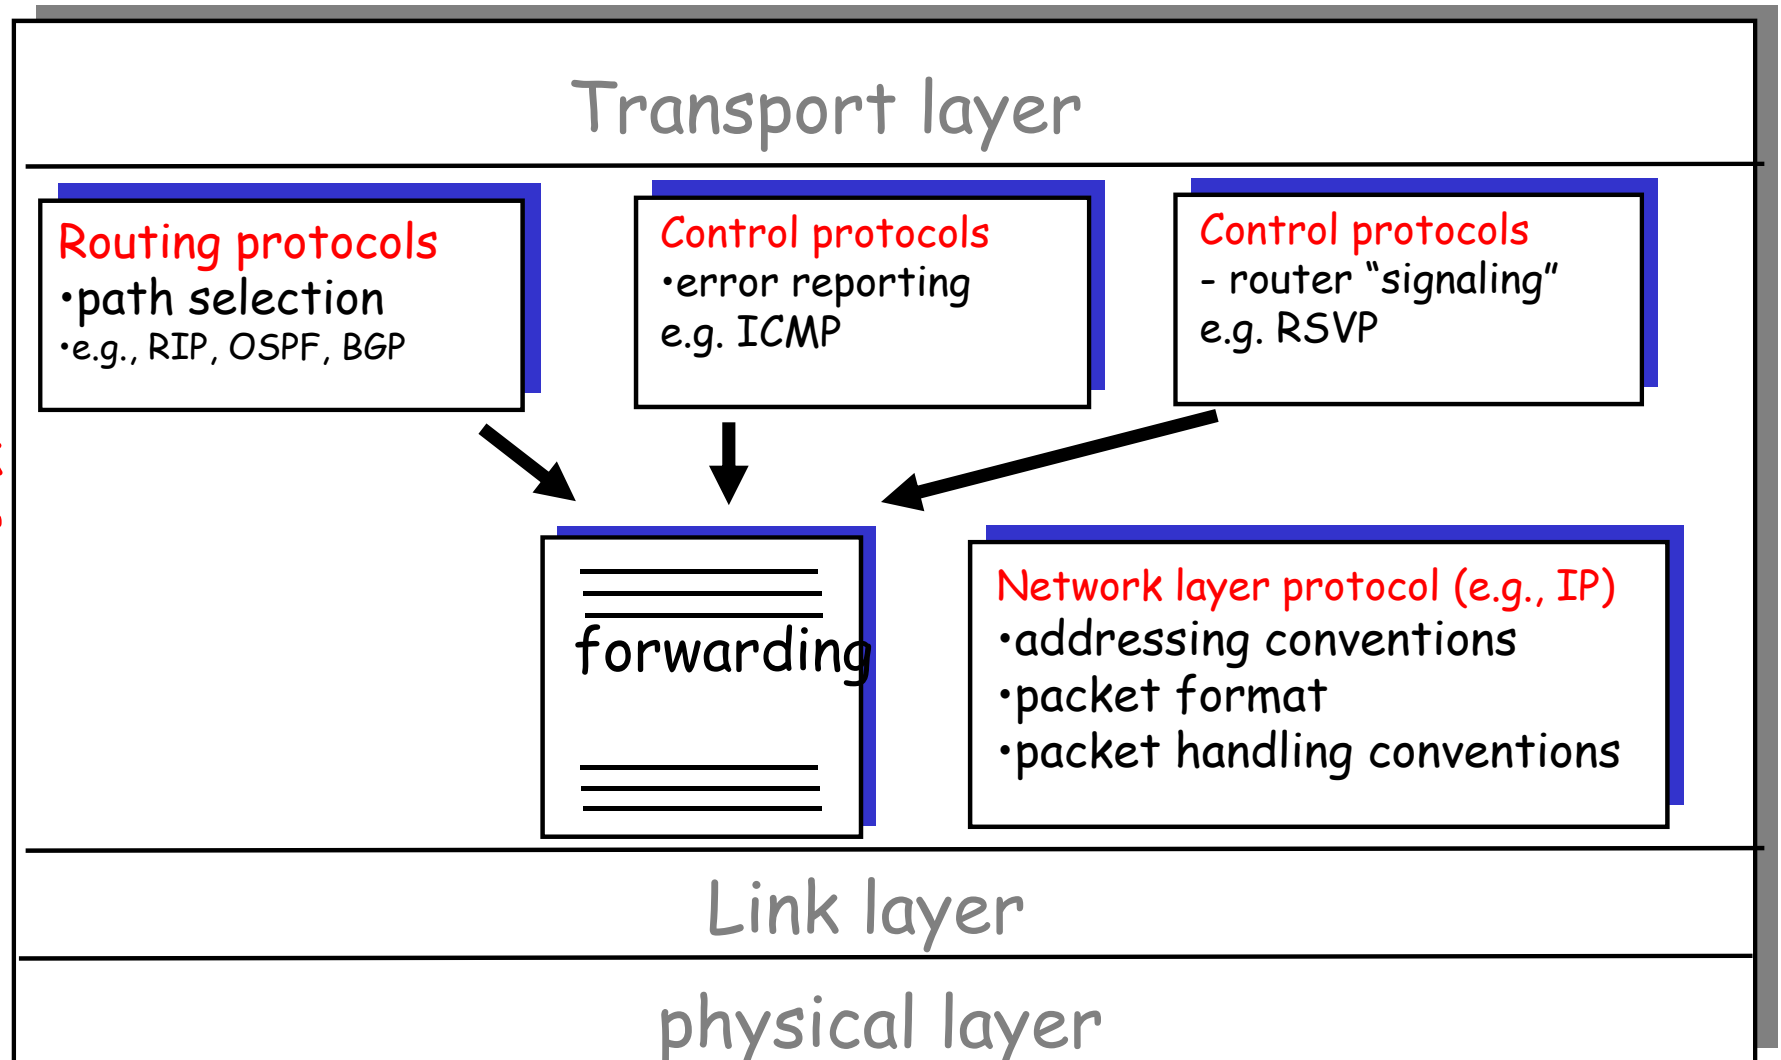 Transport layer
Routing protocols
•path selection
•e.g., RIP, OSPF, BGP
Control protocols
•error reporting
e.g. ICMP
Control protocols
- router “signaling”
e.g. RSVP
forwarding
Network layer protocol (e.g., IP)
•addressing conventions
•packet format
•packet handling conventions
Link layer
physical layer